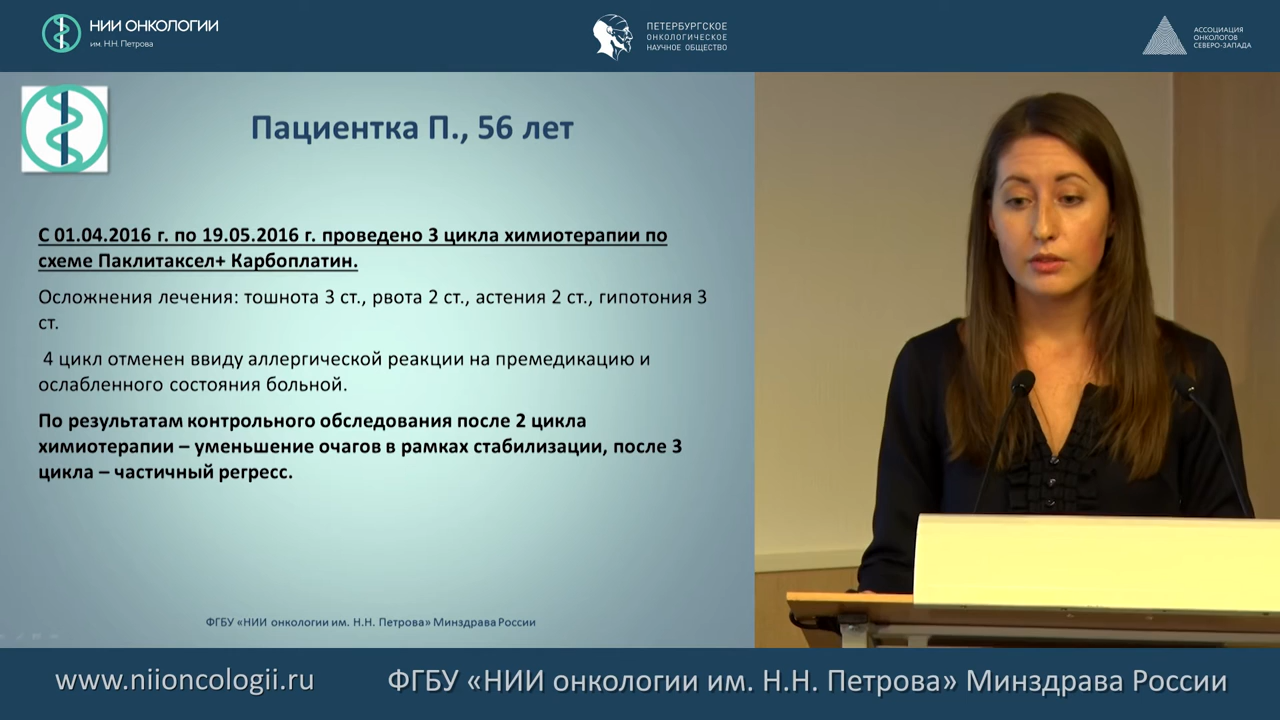 НИИ ОНКОЛОГИИ
им. Н.Н. Петрова
ПЕТЕРБУРГСКОЕ
ОНКОЛОГИЧЕСКОЕ
НАУЧНОЕ ОБЩЕСТВО
АССОЦИАЦИЯ
ОНКОЛОГОВ
СЕВЕРО-ЗАПАДА
Пациентка П., 56 лет
С 01.04.2016 г. по 19.05.2016 г. проведено 3 цикла химиотерапии по
схеме Паклитаксел+ Карбоплатин.
Осложнения лечения: тошнота 3 ст., рвота 2 ст., астения 2 ст., гипотония 3
ст.
4 цикл отменен ввиду аллергической реакции на премедикацию и
ослабленного состояния больной.
По результатам контрольного обследования после 2 цикла
химиотерапии – уменьшение очагов в рамках стабилизации, после 3
цикла – частичный регресс.
ФГБУ «НИИ онкологии им. Н.Н. Петрова» Минздрава России
www.niioncologii.ru
ФГБУ «НИИ онкологии им. Н.Н. Петрова» Минздрава России